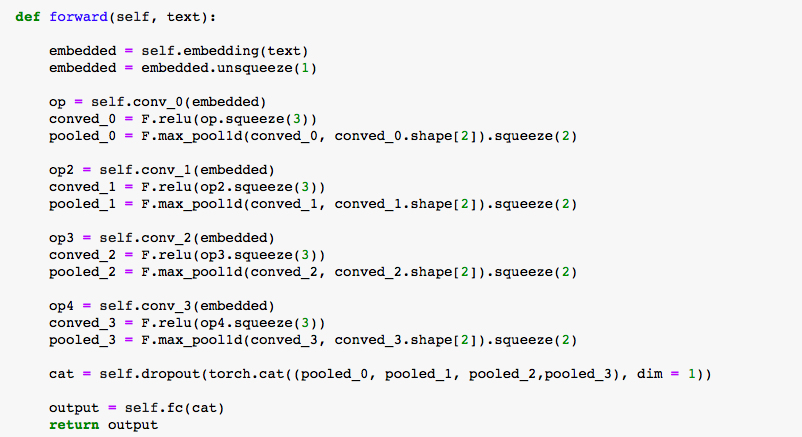 def forward(self, text):
embedded = self.embedding(text)
embedded = embedded.unsqueeze(1)
op = self.conv_0(embedded)
conved_0 = F.relu(op.squeeze(3))
pooled_0 = F.max_pool1d(conved_0, conved_0.shape[2]).squeeze(2)
op2 = self.conv_1(embedded)
conved_1 = F.relu(op2.squeeze(3))
pooled_1 = F.max_pool1d(conved_1, conved_1.shape[2]).squeeze(2)
op3 = self.conv_2(embedded)
conved_2 = F.relu(op3.squeeze(3))
pooled_2 = F.max_pool1d(conved_2, conved_2.shape[2]).squeeze(2)
op4 = self.conv_3(embedded)
conved_3 = F.relu(op4.squeeze(3))
pooled_3 = F.max_pool1d(conved_3, conved_3.shape[2]).squeeze(2)
cat = self.dropout(torch.cat((pooled_0, pooled_1, pooled_2,pooled_3), dim = 1))
output = self.fc(cat)
return output